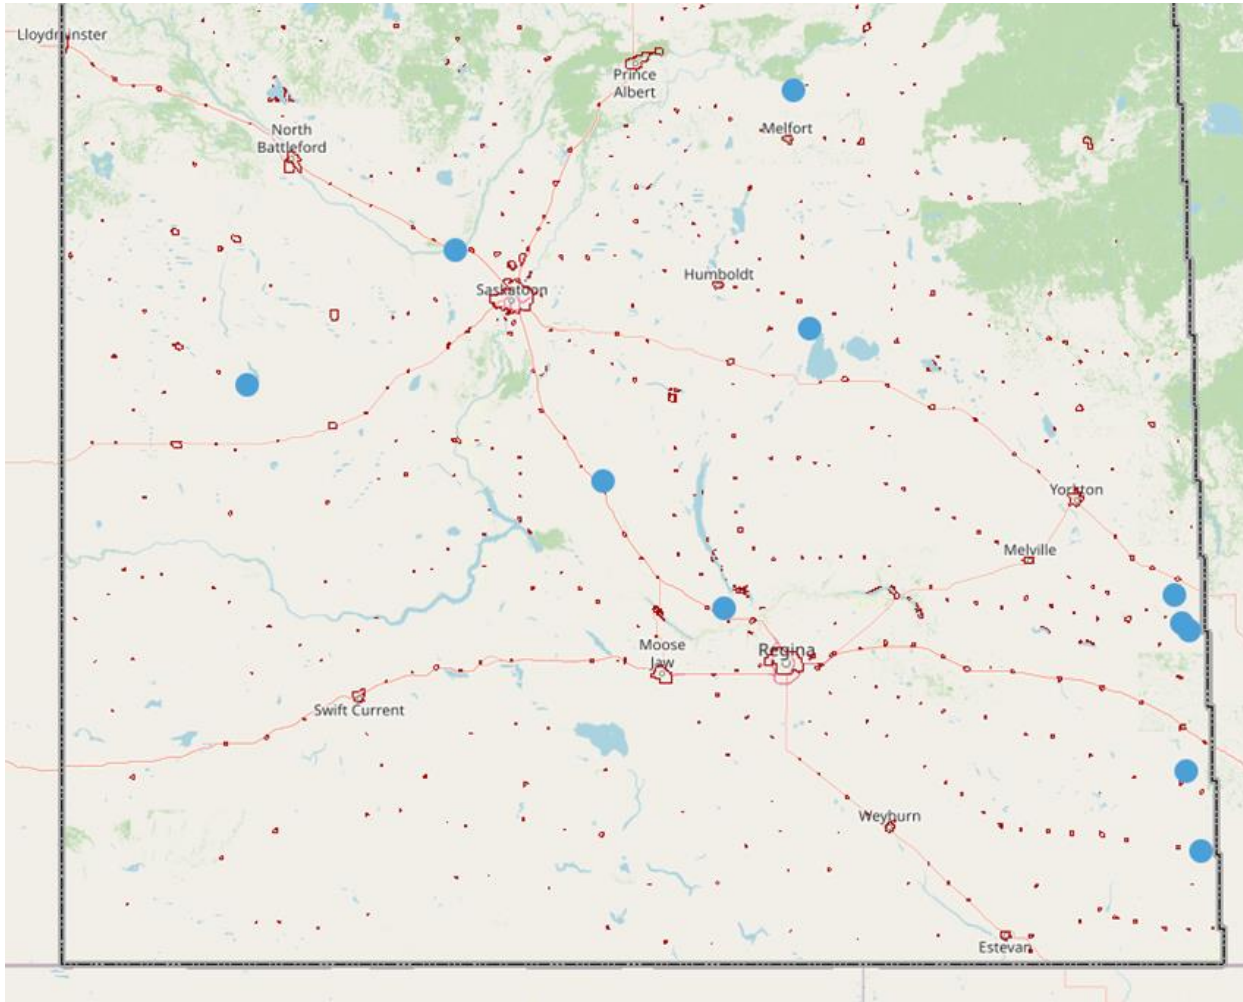 Lloydminster
Prince
Albert
North
Battleford
Melfort
Humboldt
Saskatoon
Yorkton
Melville
Moose
Jaw
Regina
Swift Current
Weyburn
Estevan